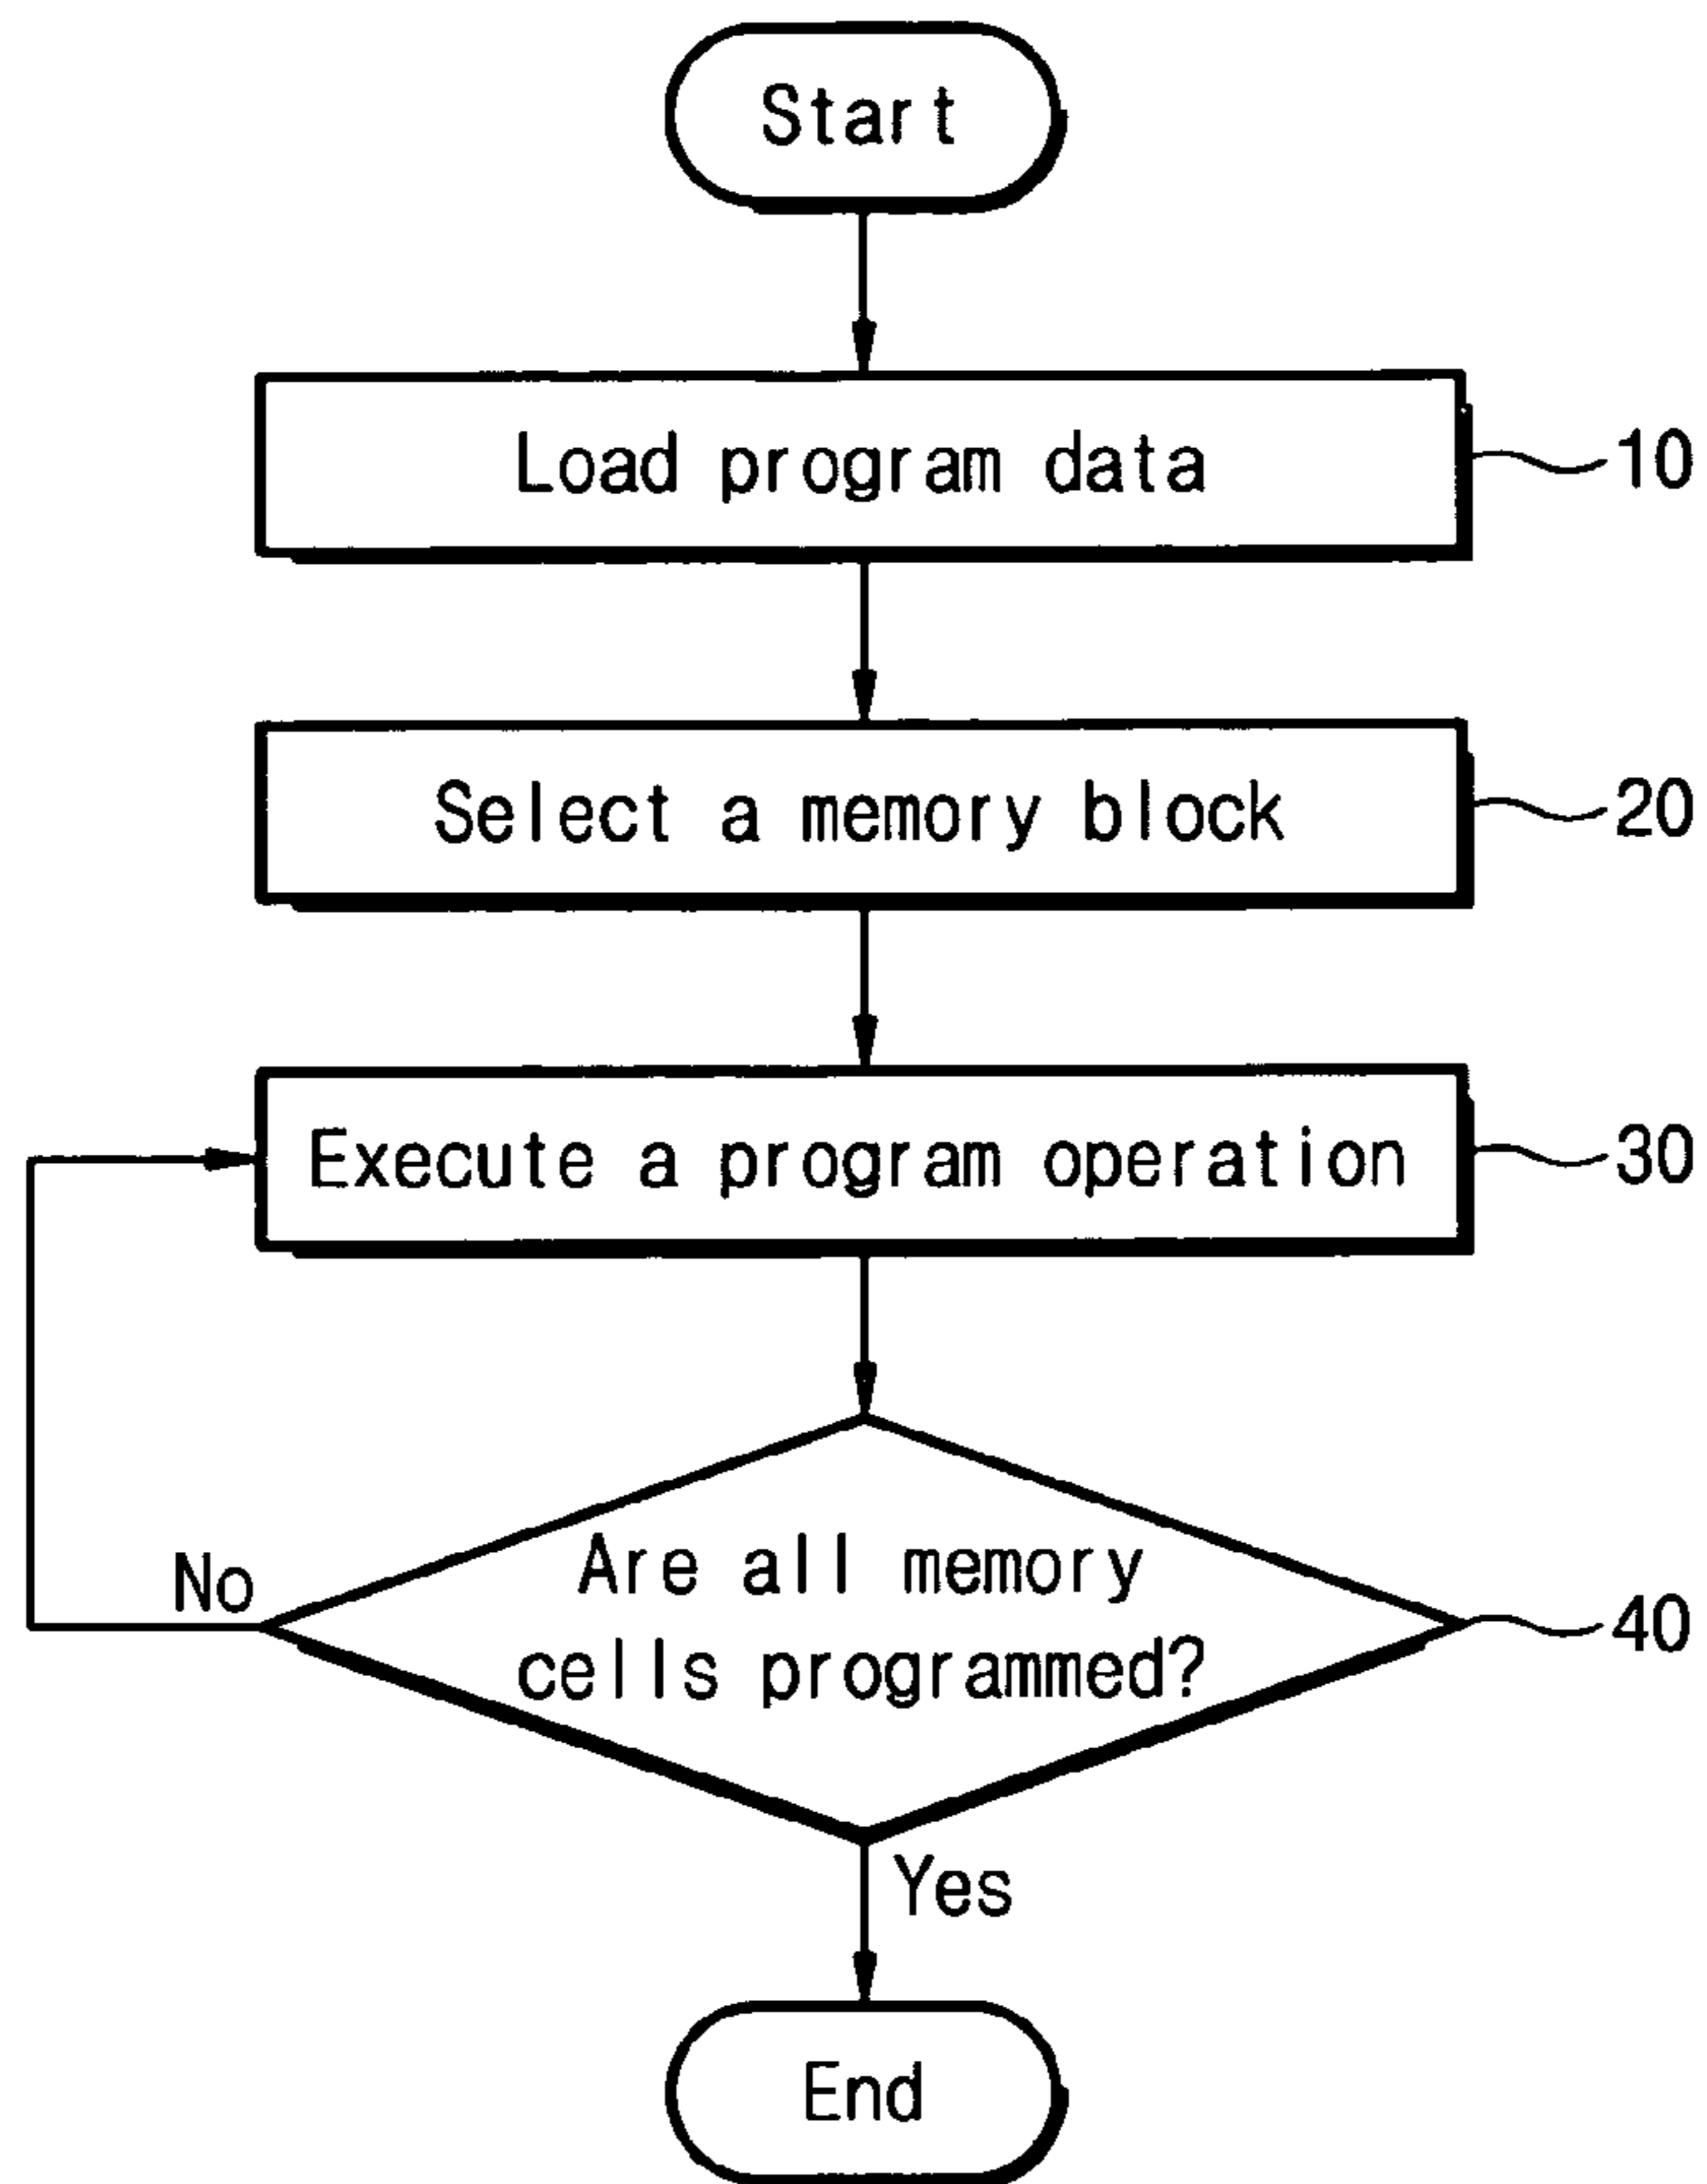 Start
Load program data
10
Select a memory block
20
Execute a program operation
30
Are all memory
cells programmed?
No
40
Yes
End